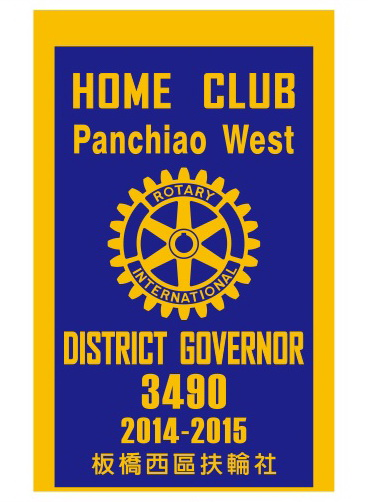 HOME CLUB
Panchiao West
ROTARY
INTERNATIONAL
DISTRICT GOVERNOR
3490
2014-2015
板橋西區扶輪社